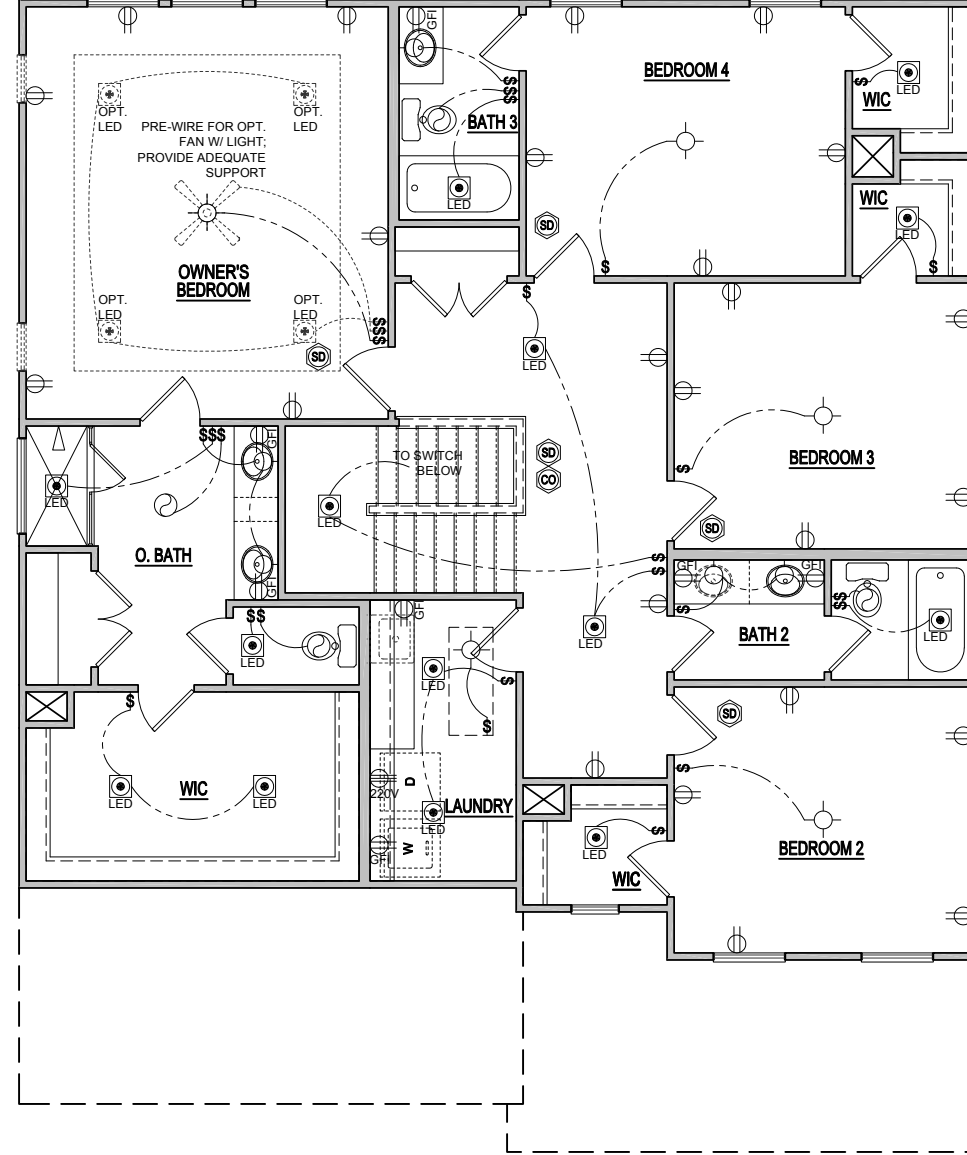 GFI
BEDROOM 4
LED
WIC
$
OPT.
LED
OPT.
LED
$$$
BATH 3
PRE-WIRE FOR OPT.
FAN W/ LIGHT;
PROVIDE ADEQUATE
SUPPORT
LED
WIC
SD
LED
OWNER'S
BEDROOM
$
$
OPT.
LED
OPT.
LED
$
$$$
SD
$$$
GFI
TO SWITCH
BELOW
SD
CO
BEDROOM 3
$
LED
LED
SD
O. BATH
$
$
GFI
GFI
GFI
GFI
$
$$
$$
BATH 2
LED
LED
LED
LED
$
$
$
SD
LED
WIC
LED
D
220V
$
LAUNDRY
LED
W
GFI
$
LED
BEDROOM 2
WIC